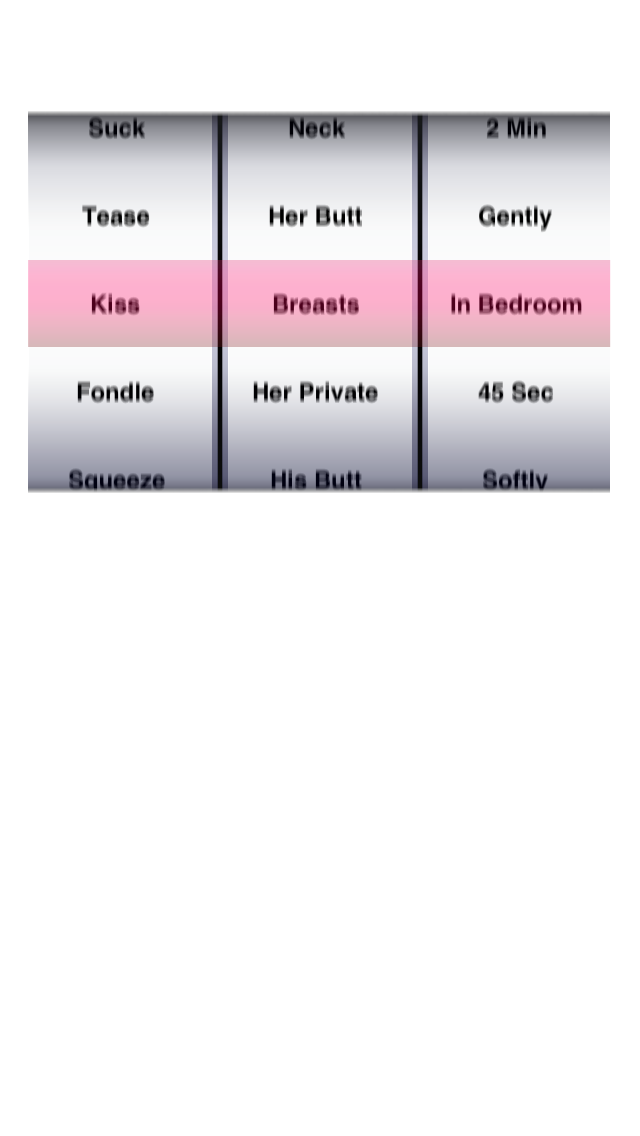 Suck Neck 2 Min
Tease Her Butt Gently
Kiss Breasts In Bedroom
Fondle Her Private 45 Sec
Squeeze His Butt Softly